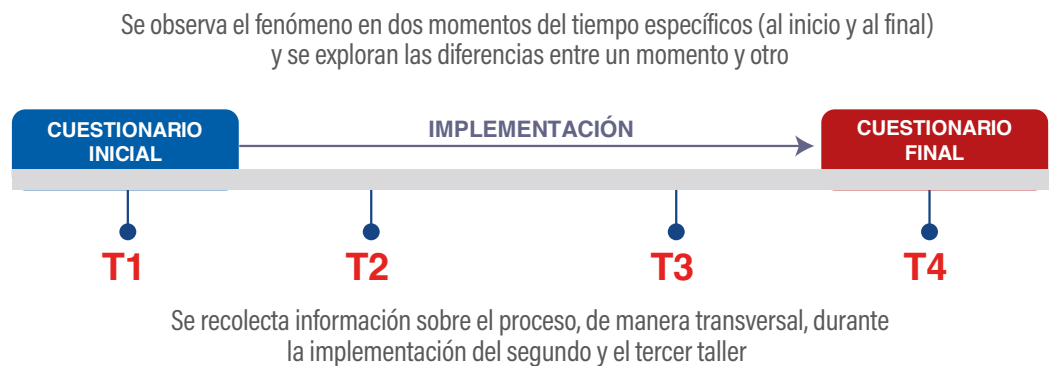 Se observa el fenómeno en dos momentos del tiempo específicos (al inicio y al final)
y se exploran las diferencias entre un momento y otro
CUESTIONARIO
INICIAL
IMPLEMENTACIÓN
CUESTIONARIO
FINAL
T1
T2
T3
T4
Se recolecta información sobre el proceso, de manera transversal, durante
la implementación del segundo y el tercer taller